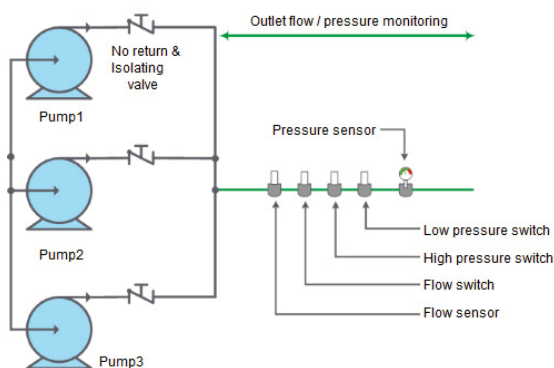 Outlet flow / pressure monitoring
No return &
Isolating
valve
Pump1
Pressure sensor
Pump2
Low pressure switch
High pressure switch
Flow switch
Flow sensor
Pump3